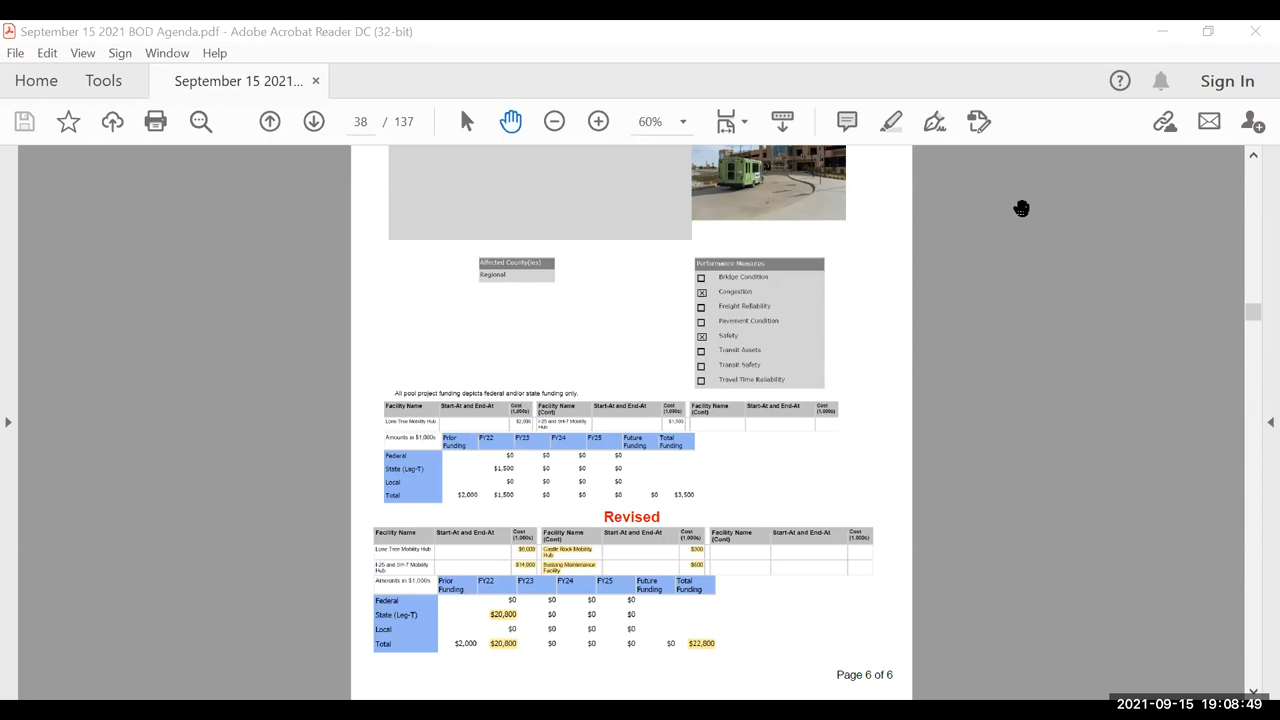 September 15 2021 BOD Agenda.pdf - Adobe Acrobat Reader DC (32-bit)
File Edit View Sign Window Help
Home Tools September 15 2021... × Sign In
38 / 137 60%
Affected County(ies)
Regional
Performance Measures
Bridge Condition
Congestion
Freight Reliability
Pavement Condition
Safety
Transit Assets
Transit Safety
Travel Time Reliability
All pool project funding depicts federal and/or state funding only.
Facility Name Start-At and End-At Cost (1,000s) Facility Name (Cont) Start-At and End-At Cost (1,000s) Facility Name (Cont) Start-At and End-At Cost (1,000s)
Lone Tree Mobility Hub $2,000 I-25 and SH-7 Mobility Hub $1,500
Amounts in $1,000s Prior Funding FY22 FY23 FY24 FY25 Future Funding Total Funding
Federal $0 $0 $0 $0
State (Leg-T) $1,500 $0 $0 $0
Local $0 $0 $0 $0
Total $2,000 $1,500 $0 $0 $0 $0 $3,500
Revised
Facility Name Start-At and End-At Cost (1,000s) Facility Name (Cont) Start-At and End-At Cost (1,000s) Facility Name (Cont) Start-At and End-At Cost (1,000s)
Lone Tree Mobility Hub $6,000 Castle Rock Mobility Hub $300
I-25 and SH-7 Mobility Hub $14,000 Bustang Maintenance Facility $500
Amounts in $1,000s Prior Funding FY22 FY23 FY24 FY25 Future Funding Total Funding
Federal $0 $0 $0 $0
State (Leg-T) $20,800 $0 $0 $0
Local $0 $0 $0 $0
Total $2,000 $20,800 $0 $0 $0 $0 $22,800
Page 6 of 6
2021-09-15 19:08:49